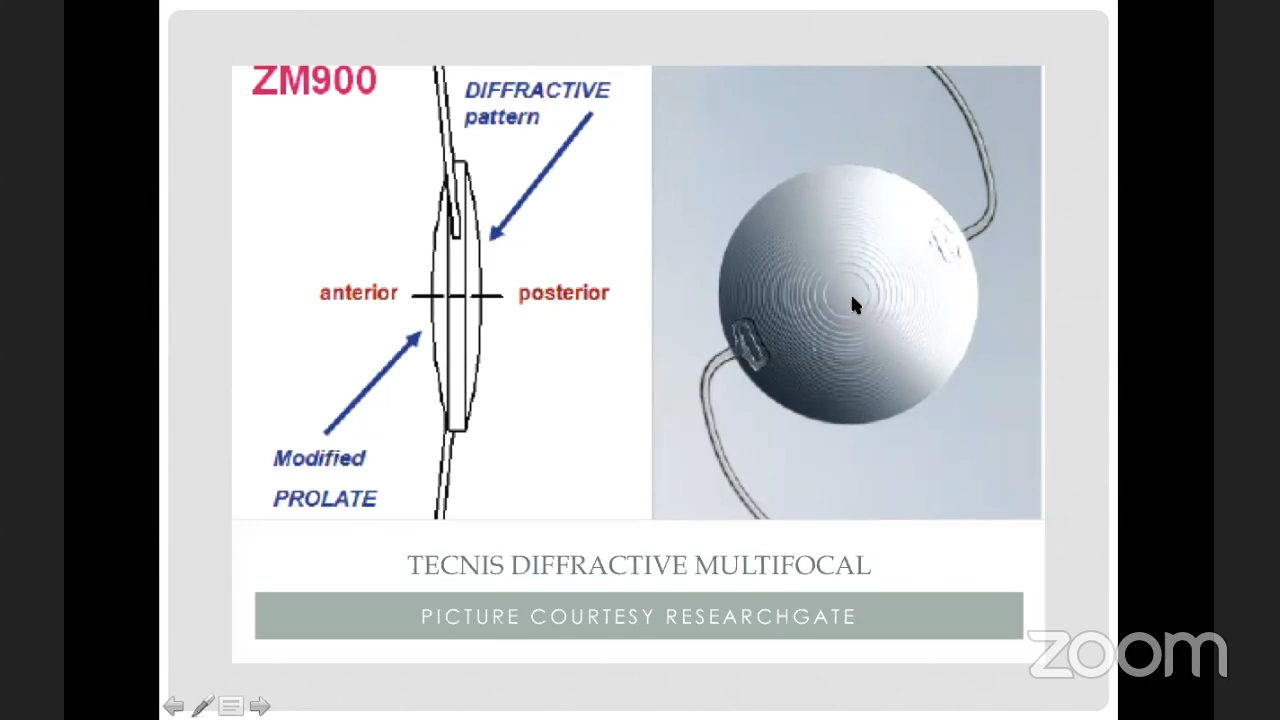 ZM900
DIFFRACTIVE
pattern
anterior
posterior
Modified
PROLATE
TECNIS DIFFRACTIVE MULTIFOCAL
PICTURE COURTESY RESEARCHGATE
zoom